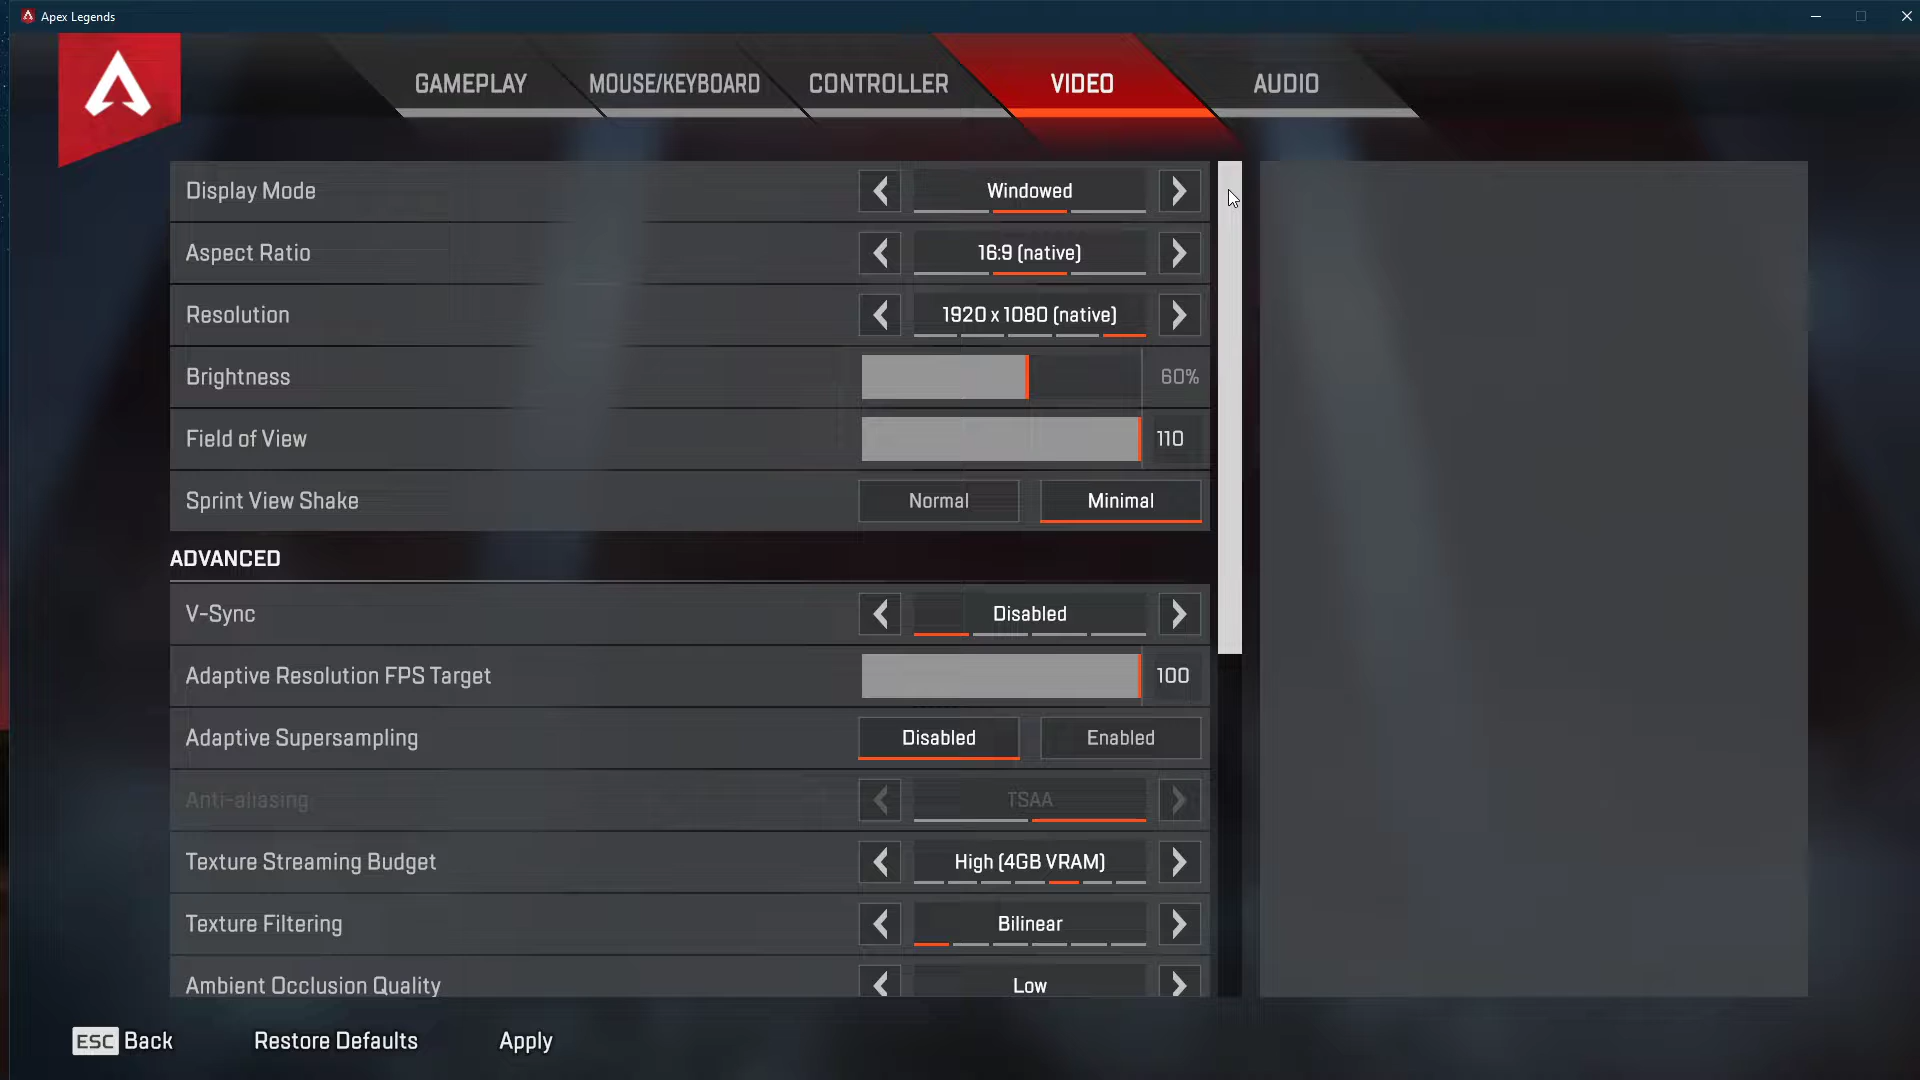 Apex Legends
GAMEPLAY
MOUSE/KEYBOARD
CONTROLLER
VIDEO
AUDIO
Display Mode
Windowed
Aspect Ratio
16:9 (native)
Resolution
1920 x 1080 (native)
Brightness
60%
Field of View
110
Sprint View Shake
Normal
Minimal
ADVANCED
V-Sync
Disabled
Adaptive Resolution FPS Target
100
Adaptive Supersampling
Disabled
Enabled
Anti-aliasing
TSAA
Texture Streaming Budget
High (4GB VRAM)
Texture Filtering
Bilinear
Ambient Occlusion Quality
Low
ESC Back
Restore Defaults
Apply